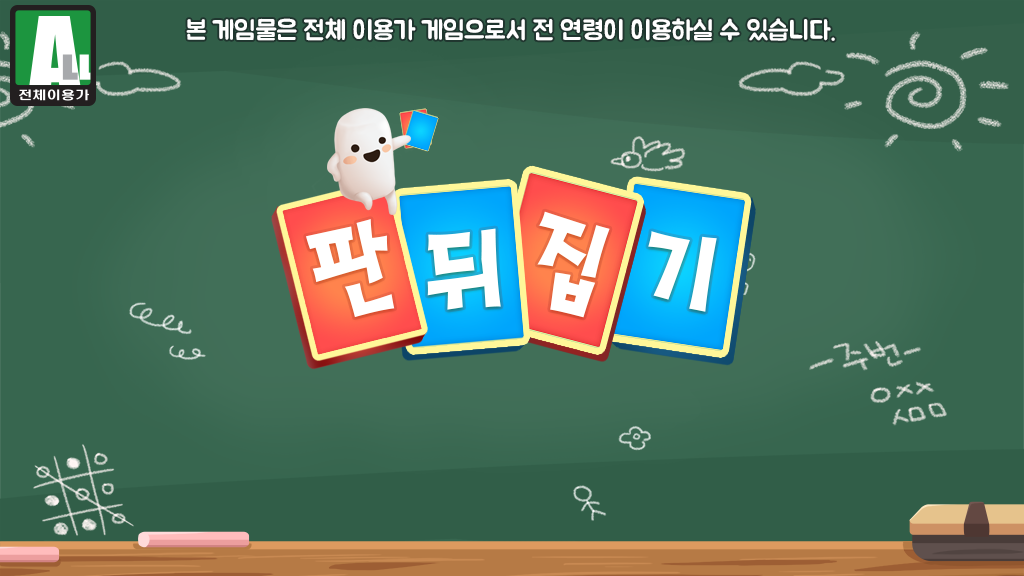 본 게임물은 전체 이용가 게임으로서 전 연령이 이용하실 수 있습니다.
ALL
전체이용가
판뒤집기
-주번-
○××
ㅅ□□